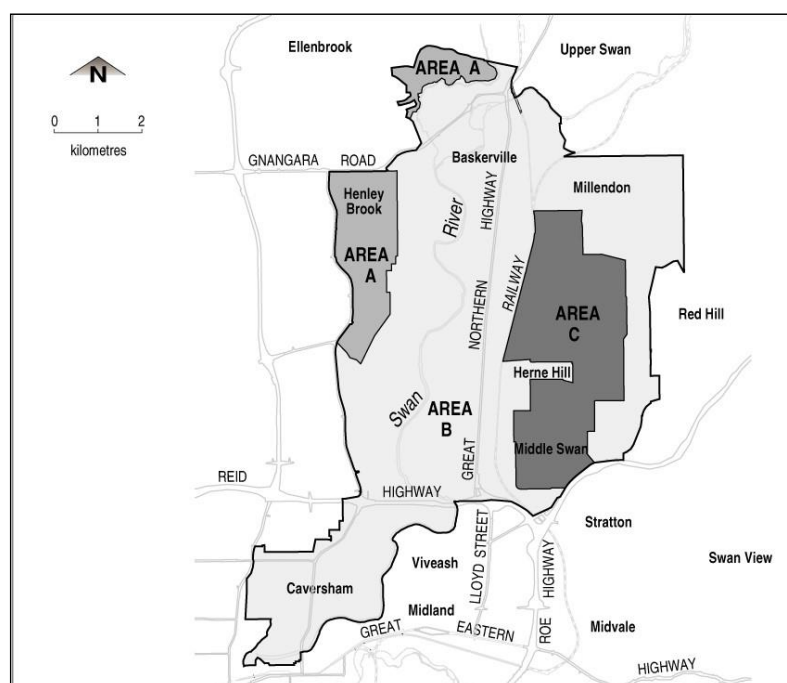 Ellenbrook
Upper Swan
AREA A
N
0 1 2
kilometres
GNANGARA ROAD
Baskerville
Millendon
Henley
Brook
River
HIGHWAY
AREA
A
RAILWAY
AREA
C
Red Hill
NORTHERN
Herne Hill
Swan
AREA
B
GREAT
Middle Swan
REID
HIGHWAY
Stratton
LLOYD STREET
Viveash
HIGHWAY
Swan View
Caversham
Midland
GREAT EASTERN
ROE
Midvale
HIGHWAY